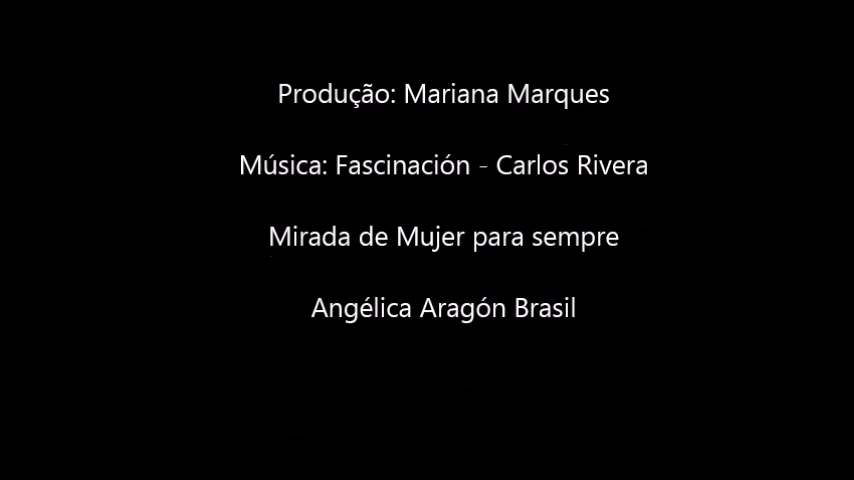 Produção: Mariana Marques
Música: Fascinación - Carlos Rivera
Mirada de Mujer para sempre
Angélica Aragón Brasil